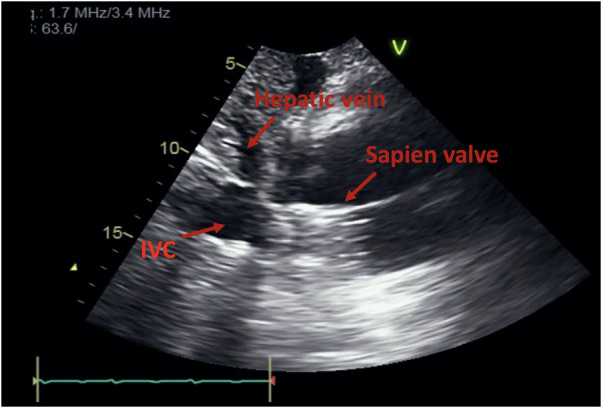 .: 1.7 MHz/3.4 MHz
: 63.6/
V
5
Hepatic vein
10
Sapien valve
15
IVC